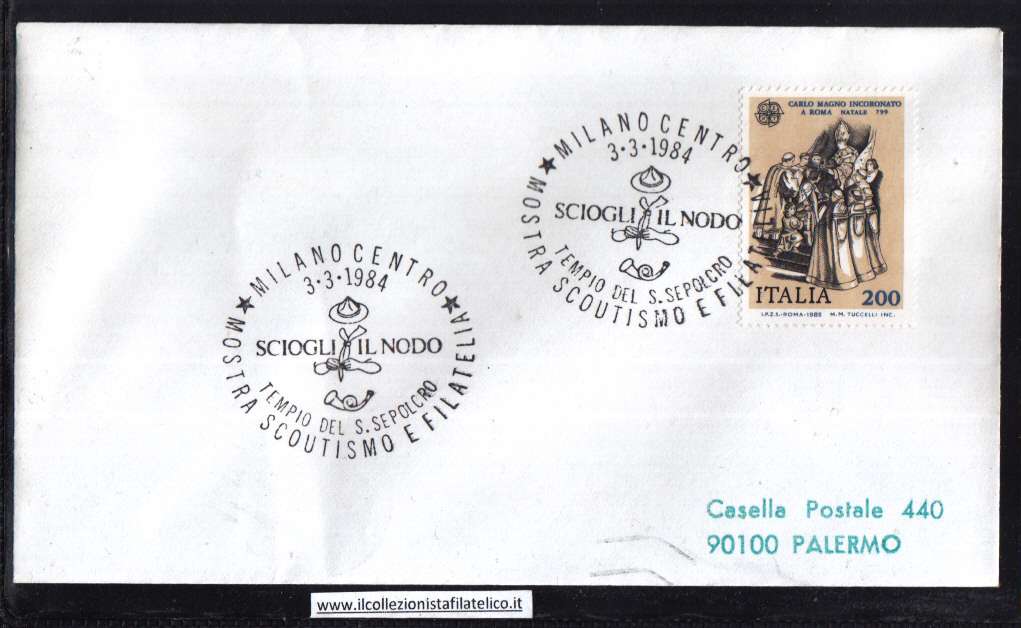 CARLO MAGNO INCORONATO
A ROMA NATALE 799
ITALIA 200
I.P.Z.S.-ROMA-1982 M.M. TUCCELLI INC.
★ MILANO CENTRO ★
3·3·1984
SCIOGLI IL NODO
TEMPIO DEL S. SEPOLCRO
MOSTRA SCOUTISMO E FILATELIA
★ MILANO CENTRO ★
3·3·1984
SCIOGLI IL NODO
TEMPIO DEL S. SEPOLCRO
MOSTRA SCOUTISMO E FILATELIA
Casella Postale 440
90100 PALERMO
www.ilcollezionistafilatelico.it